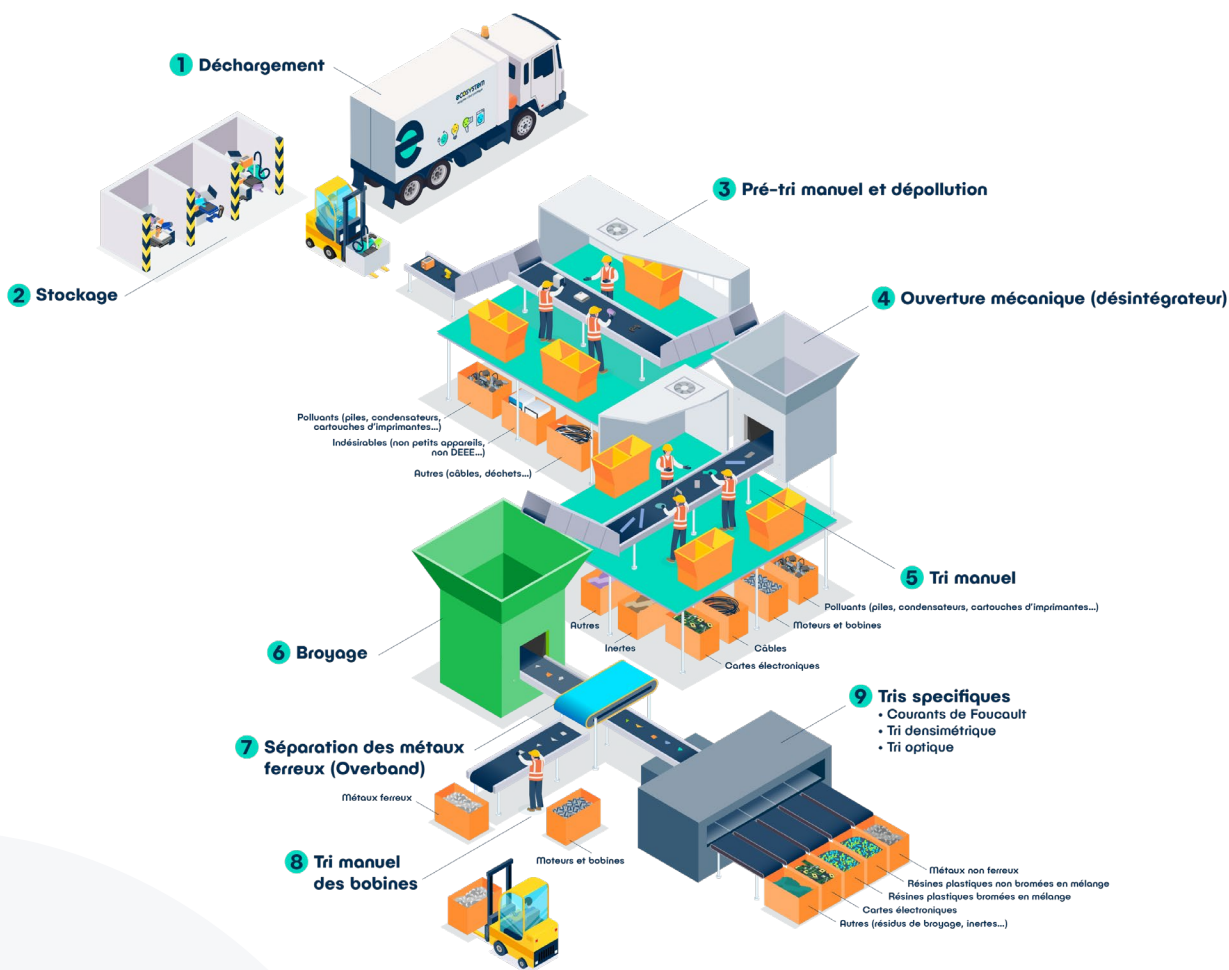 1 Déchargement
ecosystem
2 Stockage
3 Pré-tri manuel et dépollution
4 Ouverture mécanique (désintégrateur)
Polluants (piles, condensateurs,
cartouches d'imprimantes...)
Indésirables (non petits appareils,
non DEEE...)
Autres (câbles, déchets...)
5 Tri manuel
Polluants (piles, condensateurs, cartouches d'imprimantes...)
Moteurs et bobines
Câbles
Cartes électroniques
Inertes
Autres
6 Broyage
7 Séparation des métaux
ferreux (Overband)
Métaux ferreux
8 Tri manuel
des bobines
Moteurs et bobines
9 Tris specifiques
• Courants de Foucault
• Tri densimétrique
• Tri optique
Métaux non ferreux
Résines plastiques non bromées en mélange
Résines plastiques bromées en mélange
Cartes électroniques
Autres (résidus de broyage, inertes...)